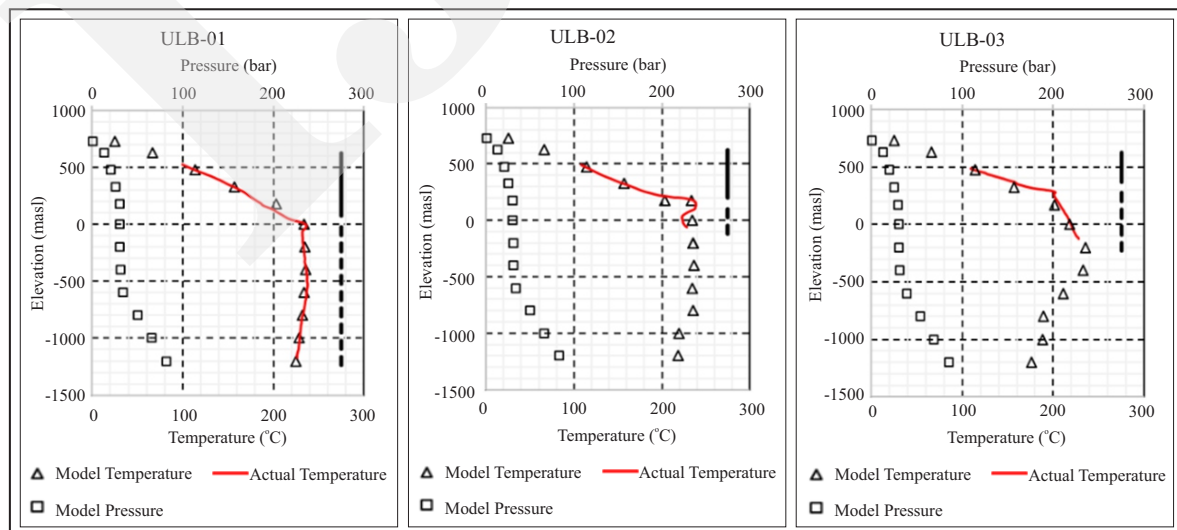 ULB-01
Pressure (bar)
0 100 200 300
1000
500
0
-500
-1000
-1500
Elevation (masl)
0 100 200 300
Temperature (°C)
Model Temperature
Actual Temperature
Model Pressure
ULB-02
Pressure (bar)
0 100 200 300
1000
500
0
-500
-1000
-1500
Elevation (masl)
0 100 200 300
Temperature (°C)
Model Temperature
Actual Temperature
Model Pressure
ULB-03
Pressure (bar)
0 100 200 300
1000
500
0
-500
-1000
-1500
Elevation (masl)
0 100 200 300
Temperature (°C)
Model Temperature
Actual Temperature
Model Pressure